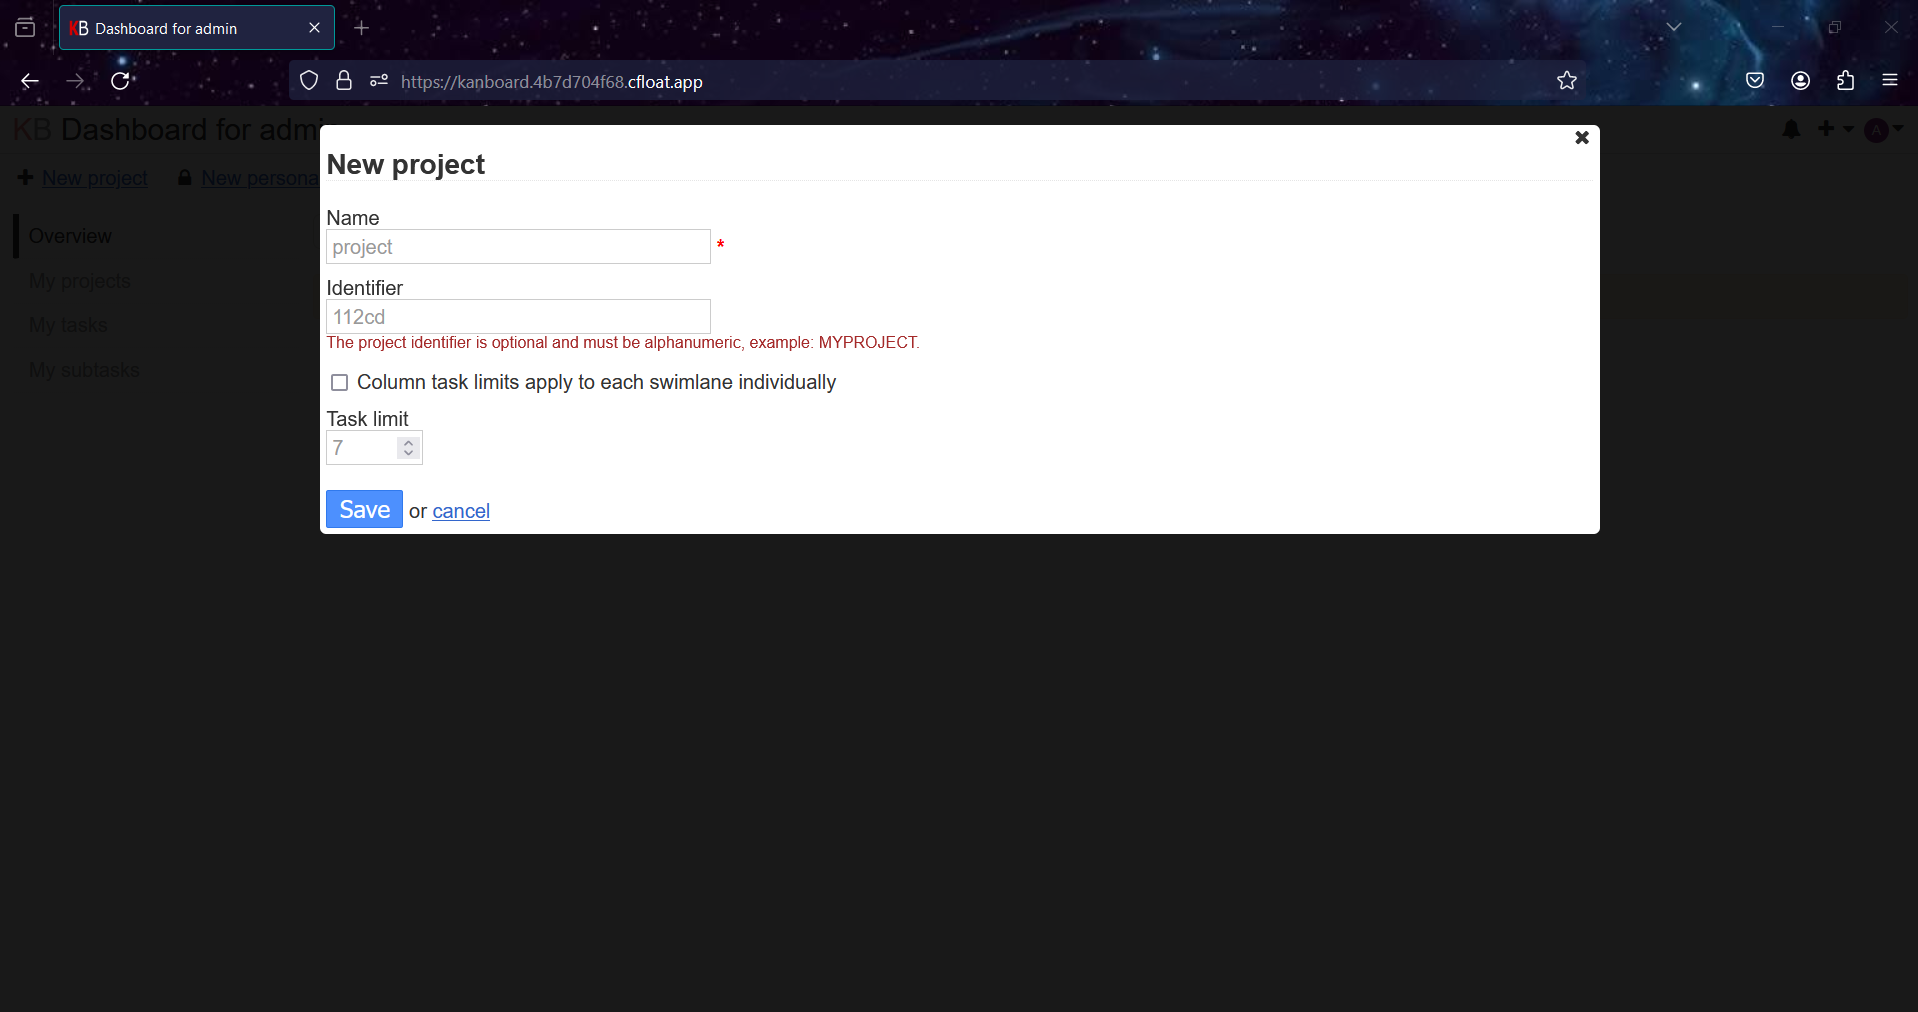 KB Dashboard for admin
https://kanboard.4b7d704f68.cfloat.app
KB Dashboard for admi
A
New project
New persona
Overview
My projects
My tasks
My subtasks
New project
Name
project *
Identifier
112cd
The project identifier is optional and must be alphanumeric, example: MYPROJECT.
Column task limits apply to each swimlane individually
Task limit
7
Save or cancel